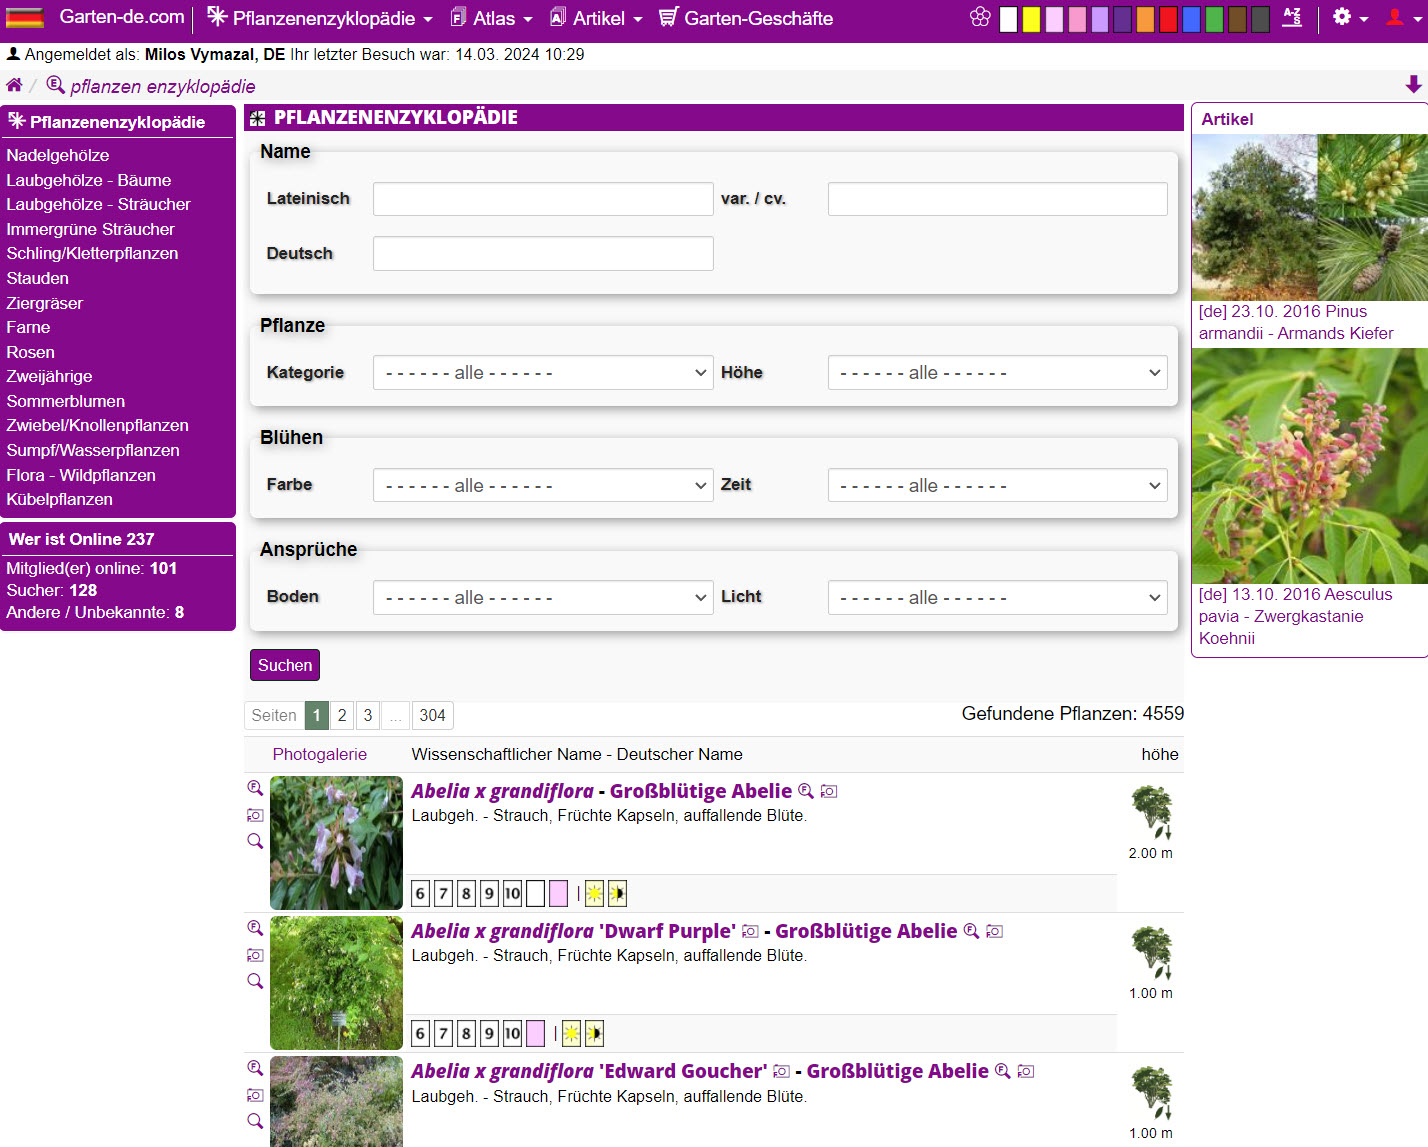 Garten-de.com Pflanzenenzyklopädie Atlas Artikel Garten-Geschäfte A-Z
Angemeldet als: Milos Vymazal, DE Ihr letzter Besuch war: 14.03. 2024 10:29
/ pflanzen enzyklopädie
Pflanzenenzyklopädie
Nadelgehölze
Laubgehölze - Bäume
Laubgehölze - Sträucher
Immergrüne Sträucher
Schling/Kletterpflanzen
Stauden
Ziergräser
Farne
Rosen
Zweijährige
Sommerblumen
Zwiebel/Knollenpflanzen
Sumpf/Wasserpflanzen
Flora - Wildpflanzen
Kübelpflanzen
Wer ist Online 237
Mitglied(er) online: 101
Sucher: 128
Andere / Unbekannte: 8
PFLANZENENZYKLOPÄDIE
Name
Lateinisch var. / cv.
Deutsch
Pflanze
Kategorie - - - - - - alle - - - - - - Höhe - - - - - - alle - - - - - -
Blühen
Farbe - - - - - - alle - - - - - - Zeit - - - - - - alle - - - - - -
Ansprüche
Boden - - - - - - alle - - - - - - Licht - - - - - - alle - - - - - -
Suchen
Seiten 1 2 3 ... 304 Gefundene Pflanzen: 4559
Photogalerie Wissenschaftlicher Name - Deutscher Name höhe
Abelia x grandiflora - Großblütige Abelie
Laubgeh. - Strauch, Früchte Kapseln, auffallende Blüte.
2.00 m
6 7 8 9 10 |
Abelia x grandiflora 'Dwarf Purple' - Großblütige Abelie
Laubgeh. - Strauch, Früchte Kapseln, auffallende Blüte.
1.00 m
6 7 8 9 10 |
Abelia x grandiflora 'Edward Goucher' - Großblütige Abelie
Laubgeh. - Strauch, Früchte Kapseln, auffallende Blüte.
1.00 m
Artikel
[de] 23.10. 2016 Pinus
armandii - Armands Kiefer
[de] 13.10. 2016 Aesculus
pavia - Zwergkastanie
Koehnii